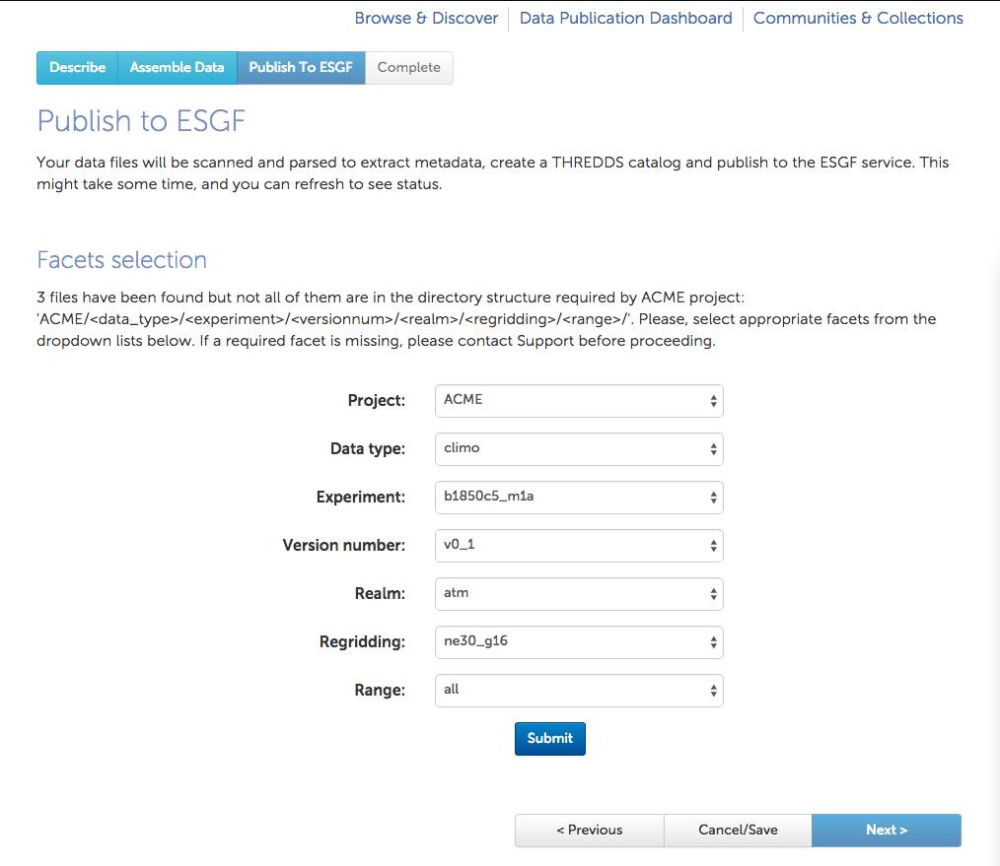 Browse & Discover
Data Publication Dashboard
Communities & Collections
Describe
Assemble Data
Publish To ESGF
Complete
Publish to ESGF
Your data files will be scanned and parsed to extract metadata, create a THREDDS catalog and publish to the ESGF service. This
might take some time, and you can refresh to see status.
Facets selection
3 files have been found but not all of them are in the directory structure required by ACME project:
'ACME/<data_type>/<experiment>/<versionnum>/<realm>/<regridding>/<range>/'. Please, select appropriate facets from the
dropdown lists below. If a required facet is missing, please contact Support before proceeding.
Project: ACME
Data type: climo
Experiment: b1850c5_m1a
Version number: v0_1
Realm: atm
Regridding: ne30_g16
Range: all
Submit
< Previous
Cancel/Save
Next >